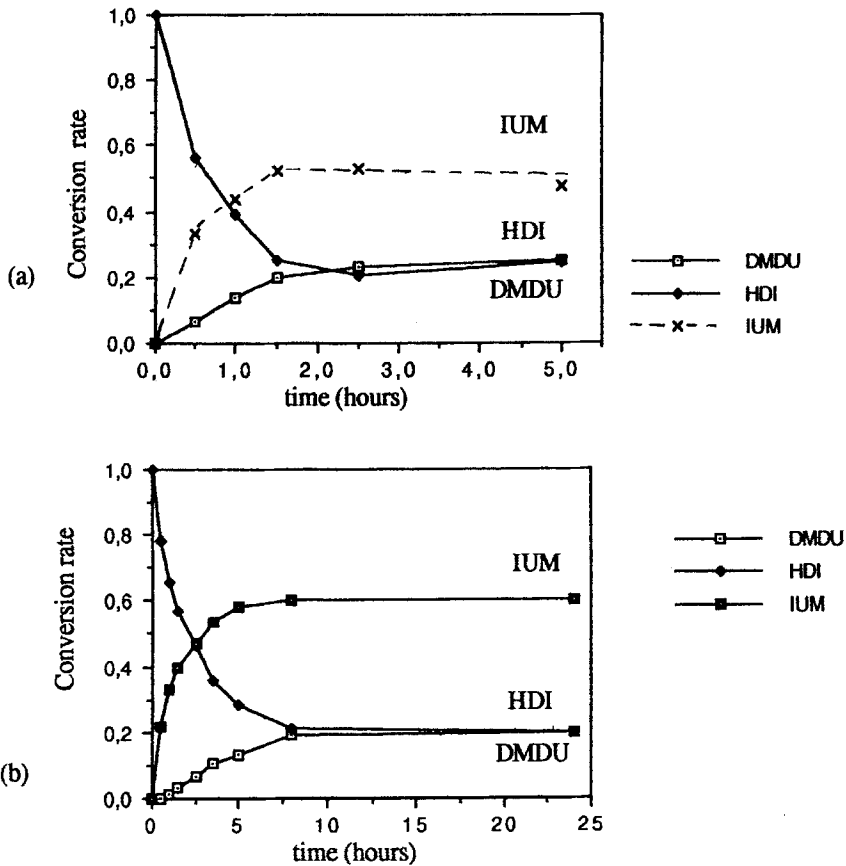 1,0
0,8
0,6
0,4
0,2
0,0
Conversion rate
(a)
IUM
HDI
DMDU
0,0 1,0 2,0 3,0 4,0 5,0
time (hours)
DMDU
HDI
IUM
1,0
0,8
0,6
0,4
0,2
0,0
Conversion rate
(b)
IUM
HDI
DMDU
0 5 10 15 20 25
time (hours)
DMDU
HDI
IUM